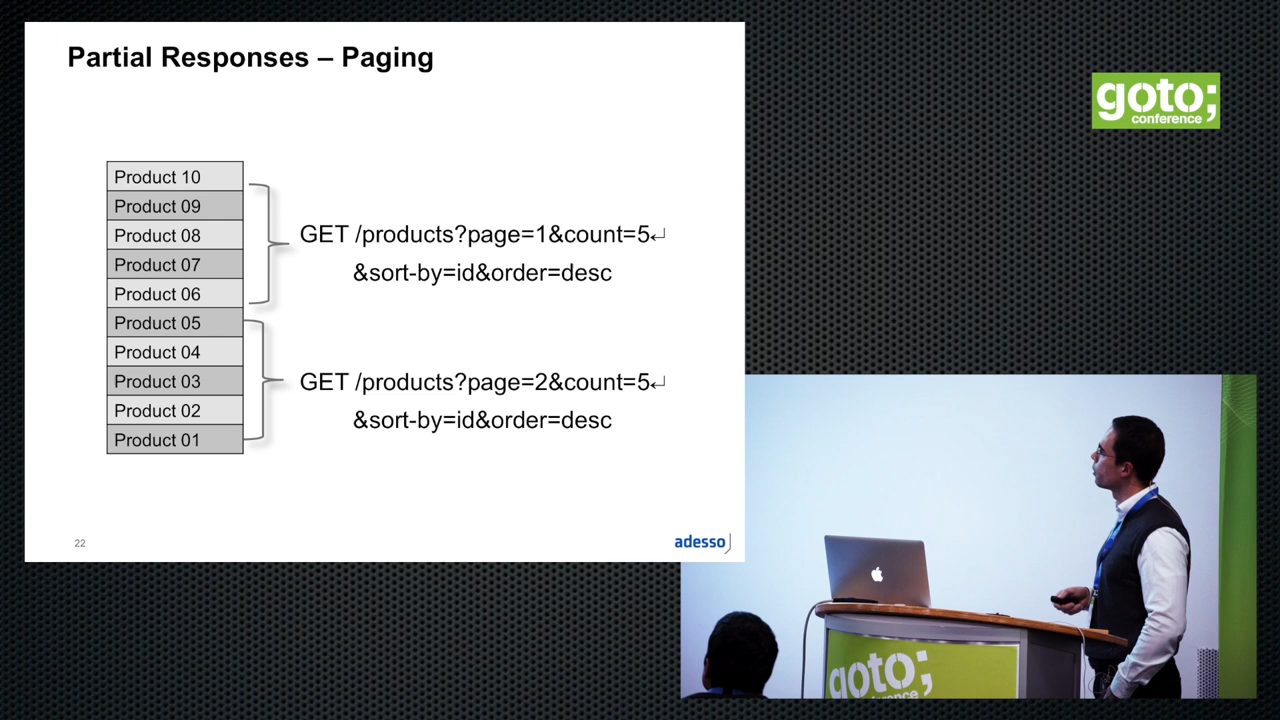 Partial Responses – Paging
goto;
conference
Product 10
Product 09
Product 08
Product 07
Product 06
Product 05
Product 04
Product 03
Product 02
Product 01
GET /products?page=1&count=5↵
&sort-by=id&order=desc
GET /products?page=2&count=5↵
&sort-by=id&order=desc
22
adesso
goto;
conference